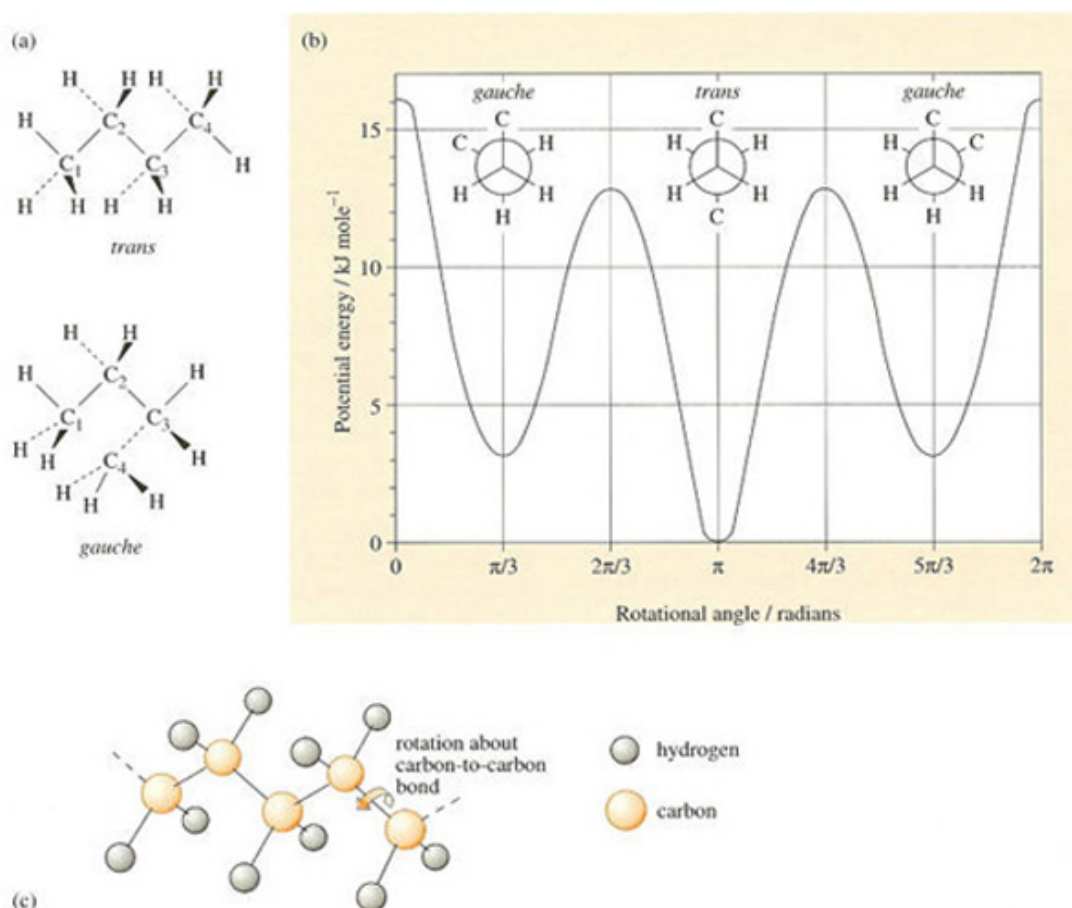 (a)
H H H H
H C2 C4
C1 C3 H
H H H H
trans
H H
C2 H
H
C1 C3
H H C4 H
H H H
gauche
(b)
gauche trans gauche
C C C
C H H H H C
H H H H H H
H C H
Potential energy / kJ mole⁻¹
15
10
5
0
0 π/3 2π/3 π 4π/3 5π/3 2π
Rotational angle / radians
rotation about
carbon-to-carbon
bond
hydrogen
carbon
(c)